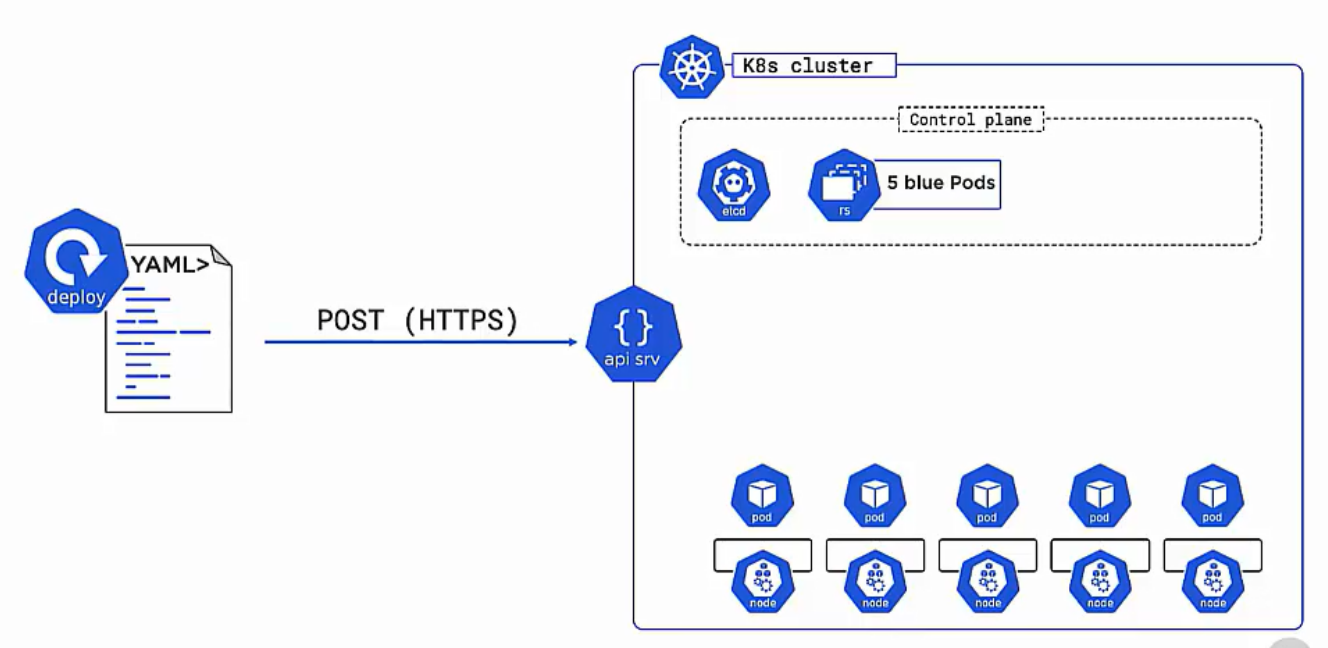 K8s cluster
Control plane
etcd
rs
5 blue Pods
deploy
YAML>
POST (HTTPS)
{}
api srv
pod
pod
pod
pod
pod
node
node
node
node
node